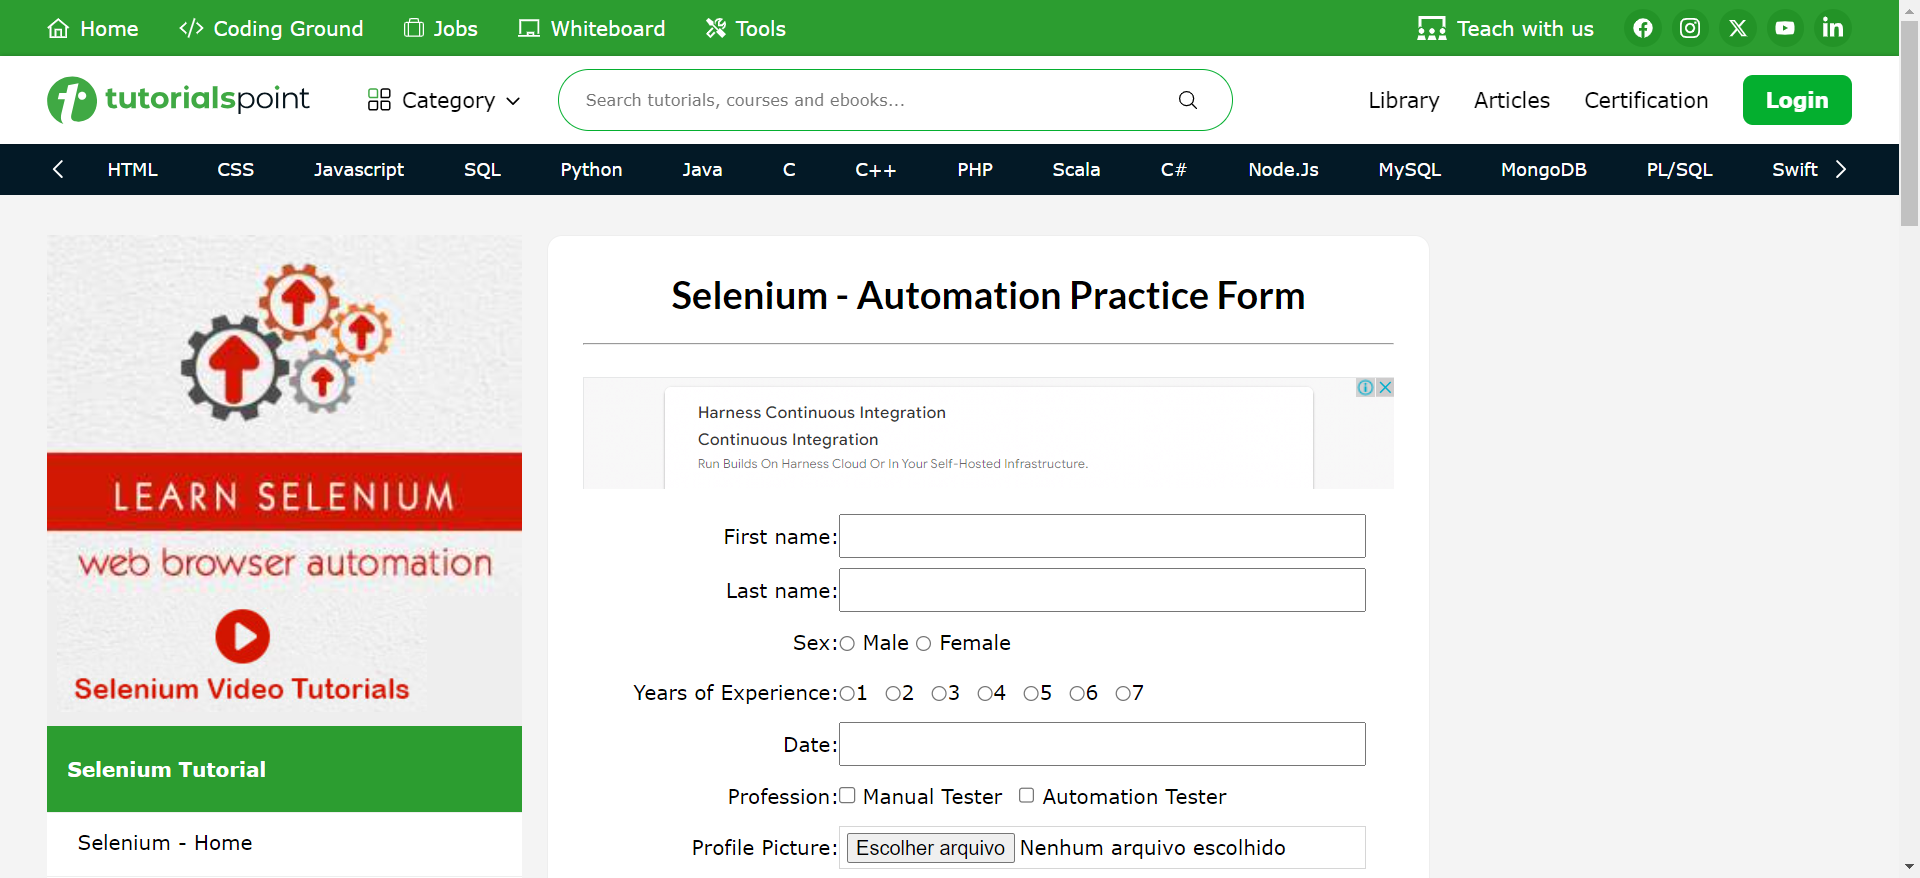 Home Coding Ground Jobs Whiteboard Tools Teach with us
tutorialspoint Category Search tutorials, courses and ebooks... Library Articles Certification Login
HTML CSS Javascript SQL Python Java C C++ PHP Scala C# Node.Js MySQL MongoDB PL/SQL Swift
LEARN SELENIUM
web browser automation
Selenium Video Tutorials
Selenium Tutorial
Selenium - Home
Selenium - Automation Practice Form
Harness Continuous Integration
Continuous Integration
Run Builds On Harness Cloud Or In Your Self-Hosted Infrastructure.
First name:
Last name:
Sex: Male Female
Years of Experience: 1 2 3 4 5 6 7
Date:
Profession: Manual Tester Automation Tester
Profile Picture: Escolher arquivo Nenhum arquivo escolhido